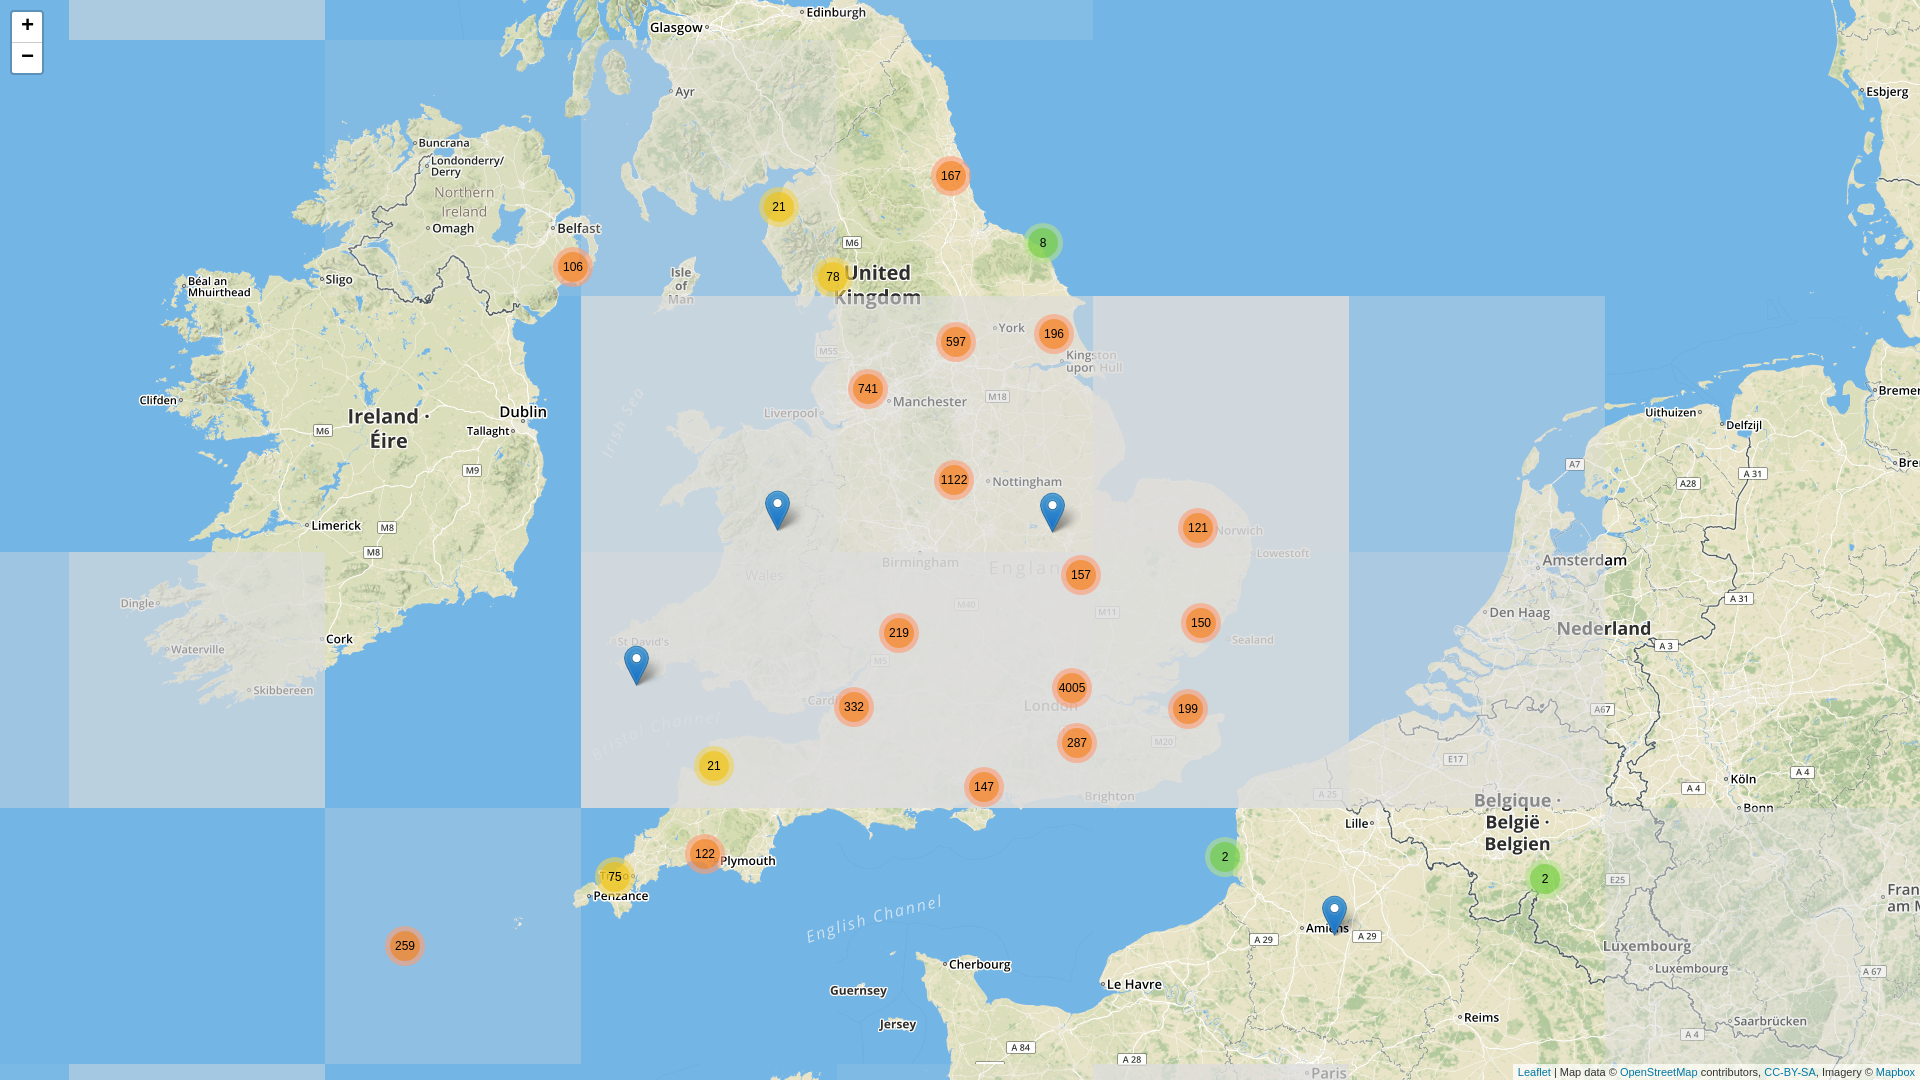 +
−
Glasgow
Edinburgh
Ayr
Esbjerg
Buncrana
Londonderry/
Derry
Northern
Ireland
Omagh
Belfast
167
21
8
M6
106
78
United
Kingdom
Isle
of
Man
Sligo
Béal an
Mhuirthead
York
196
597
Kingston
upon Hull
M55
741
Manchester
M18
Liverpool
Irish Sea
Clifden
Ireland ·
Éire
M6
Dublin
Tallaght
M9
Uithuizen
Delfzijl
A7
A 31
A28
1122
Nottingham
Limerick
M8
M8
121
Norwich
Lowestoft
Birmingham
England
Wales
157
Amsterdam
Dingle
M40
M11
A 31
Den Haag
Nederland
219
150
Sealand
Cork
St David's
A 3
Waterville
M5
Skibbereen
4005
London
332
199
A67
Bristol Channel
287
M20
E17
21
147
Brighton
A 25
Köln
A 4
A 4
Bonn
Belgique ·
België ·
Belgien
Lille
122
Plymouth
2
75
Penzance
2
E25
English Channel
259
Amiens
A 29
A 29
Luxembourg
Luxembourg
A 67
Cherbourg
Le Havre
Guernsey
Jersey
Reims
Saarbrücken
A 4
A 84
A 28
Paris
Leaflet | Map data © OpenStreetMap contributors, CC-BY-SA, Imagery © Mapbox